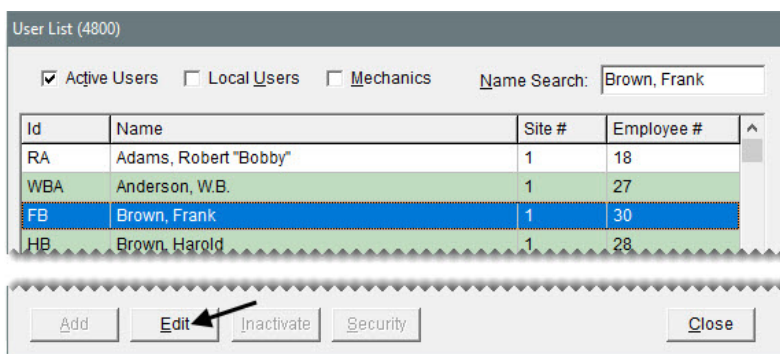 User List (4800)
Active Users Local Users Mechanics Name Search: Brown, Frank
Id Name Site # Employee #
RA Adams, Robert "Bobby" 1 18
WBA Anderson, W.B. 1 27
FB Brown, Frank 1 30
HB Brown, Harold 1 28
Add Edit Inactivate Security Close